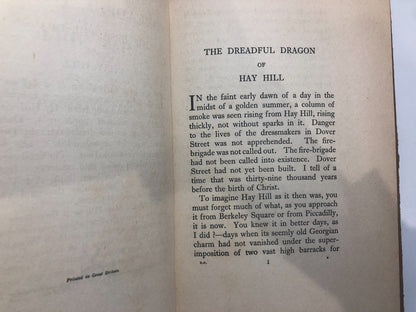 Printed in Great Britain
THE DREADFUL DRAGON
OF
HAY HILL
IN the faint early dawn of a day in the
midst of a golden summer, a column of
smoke was seen rising from Hay Hill, rising
thickly, not without sparks in it. Danger
to the lives of the dressmakers in Dover
Street was not apprehended. The fire-
brigade was not called out. The fire-brigade
had not been called into existence. Dover
Street had not yet been built. I tell of a
time that was thirty-nine thousand years
before the birth of Christ.
To imagine Hay Hill as it then was, you
must forget much of what, as you approach
it from Berkeley Square or from Piccadilly,
it is now. You knew it in better days, as
I did?—days when its seemly old Georgian
charm had not vanished under the super-
imposition of two vast high barracks for
1